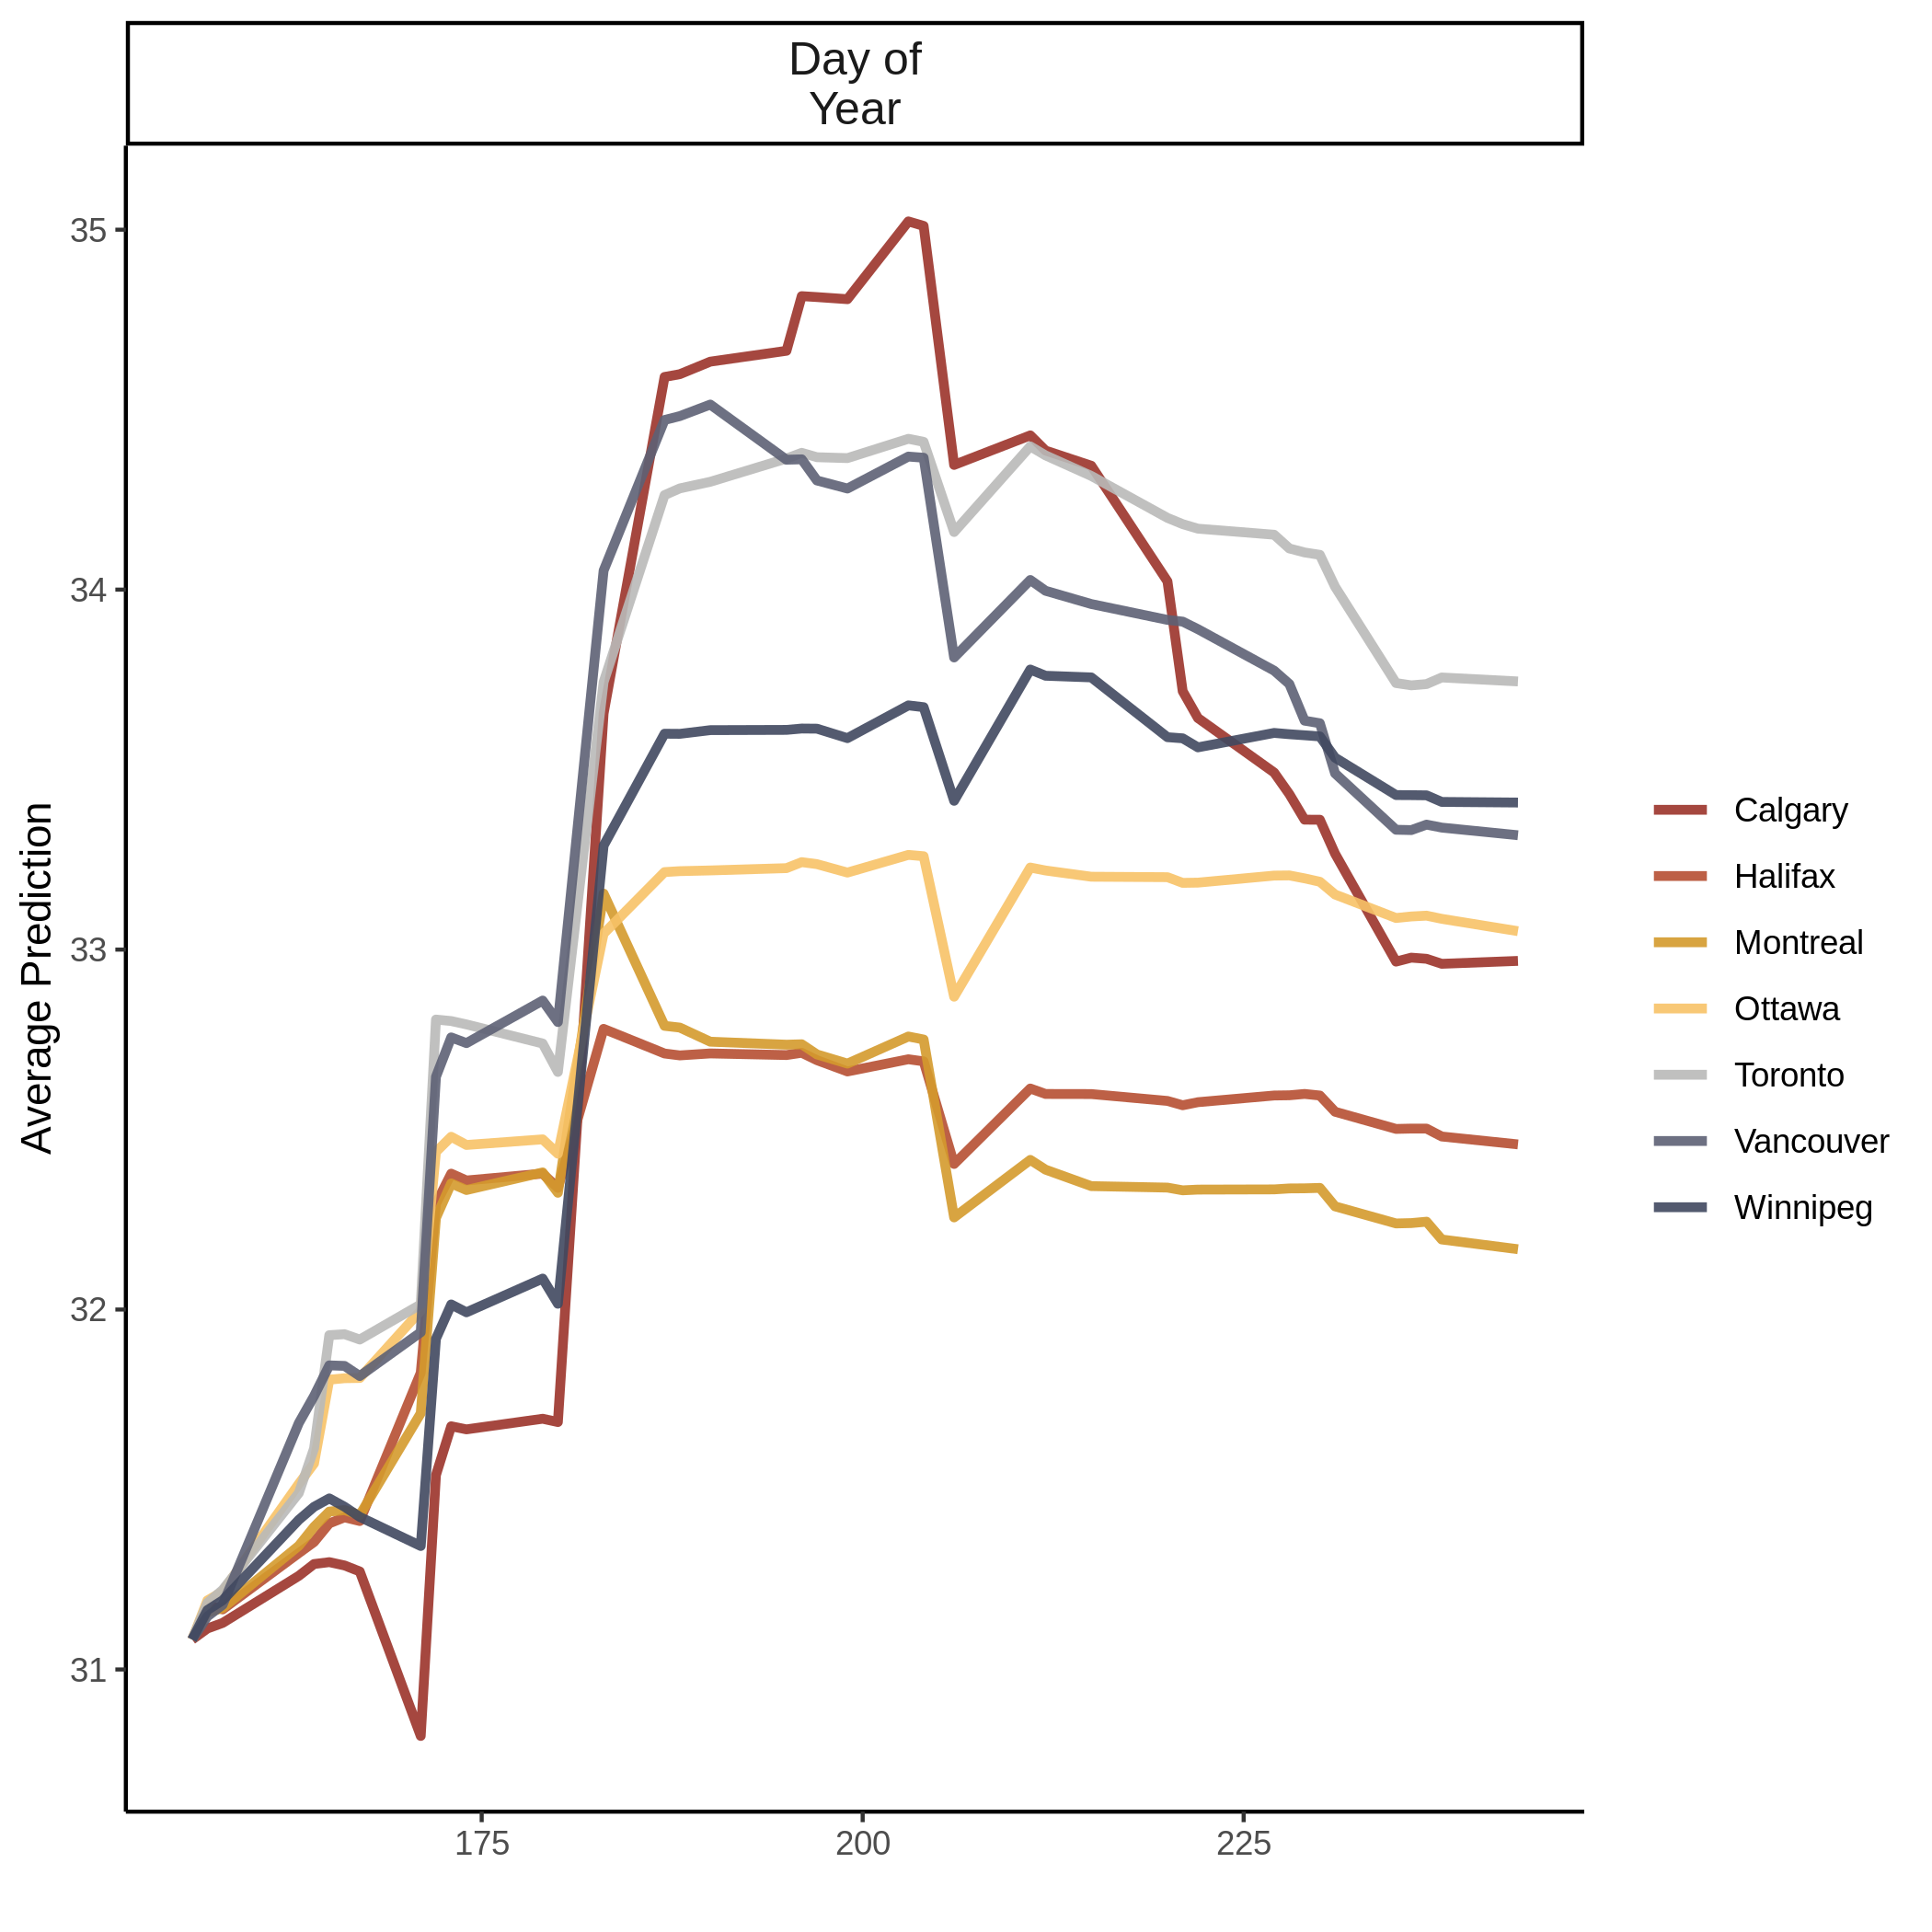 Day of
Year
35
34
33
32
31
Average Prediction
175
200
225
Calgary
Halifax
Montreal
Ottawa
Toronto
Vancouver
Winnipeg